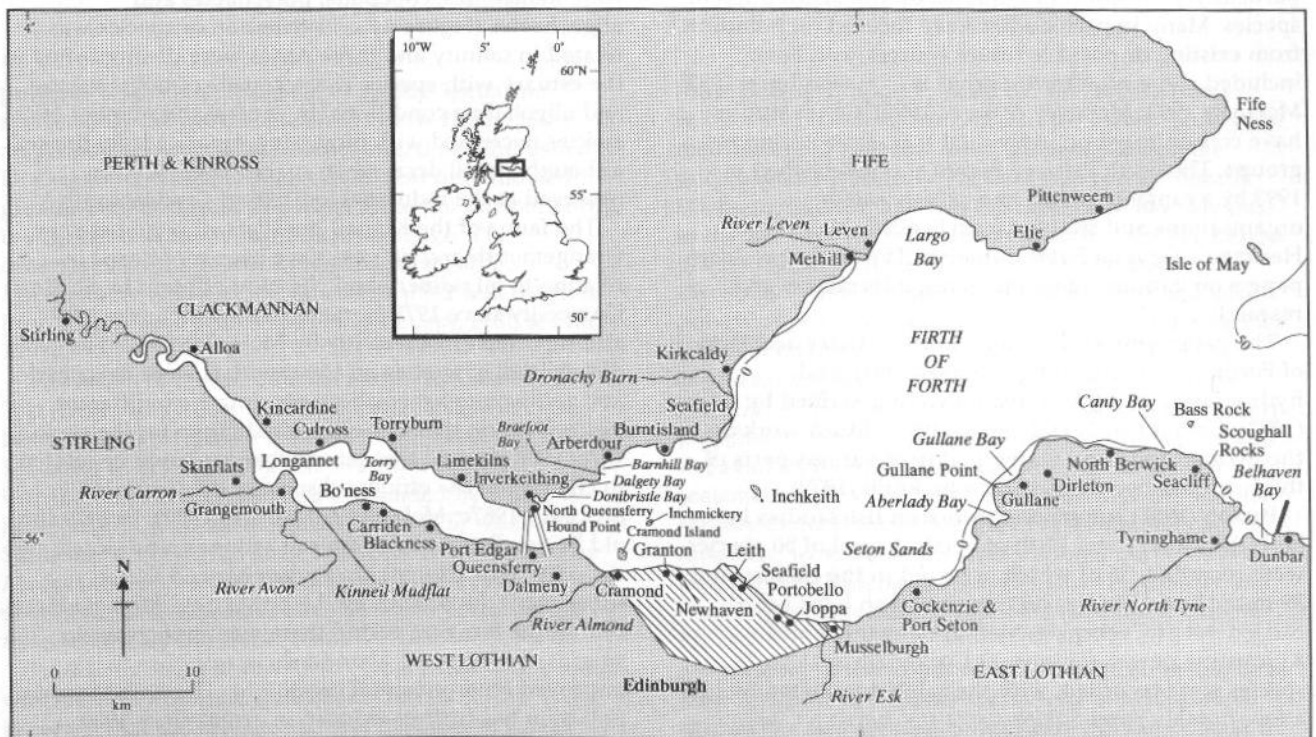 4°
3°
10°W
5°
0°
60°N
55°
50°
PERTH & KINROSS
FIFE
Fife
Ness
Pittenweem
River Leven
Leven
Largo
Bay
Elie
Methill
Isle of May
CLACKMANNAN
Stirling
Alloa
Kirkcaldy
FIRTH
OF
FORTH
Dronachy Burn
Seafield
Kincardine
Culross
Torryburn
Braefoot
Bay
Burntisland
Arberdour
Canty Bay
Bass Rock
Scoughall
Rocks
STIRLING
Skinflats
Longannet
Torry
Bay
Limekilns
Inverkeithing
Barnhill Bay
Dalgety Bay
Donibristle Bay
Gullane Bay
Gullane Point
North Berwick
Seacliff
Belhaven
Bay
River Carron
Grangemouth
Bo'ness
North Queensferry
Inchmickery
Inchkeith
Aberlady Bay
Gullane
Dirleton
Hound Point
Cramond Island
56°
Carriden
Blackness
Port Edgar
Queensferry
Granton
Leith
Seton Sands
Tyninghame
Dunbar
N
River Avon
Kinneil Mudflat
Dalmeny
Cramond
Seafield
Portobello
Newhaven
Joppa
Cockenzie &
Port Seton
River North Tyne
River Almond
Musselburgh
0
10
km
WEST LOTHIAN
EAST LOTHIAN
Edinburgh
River Esk